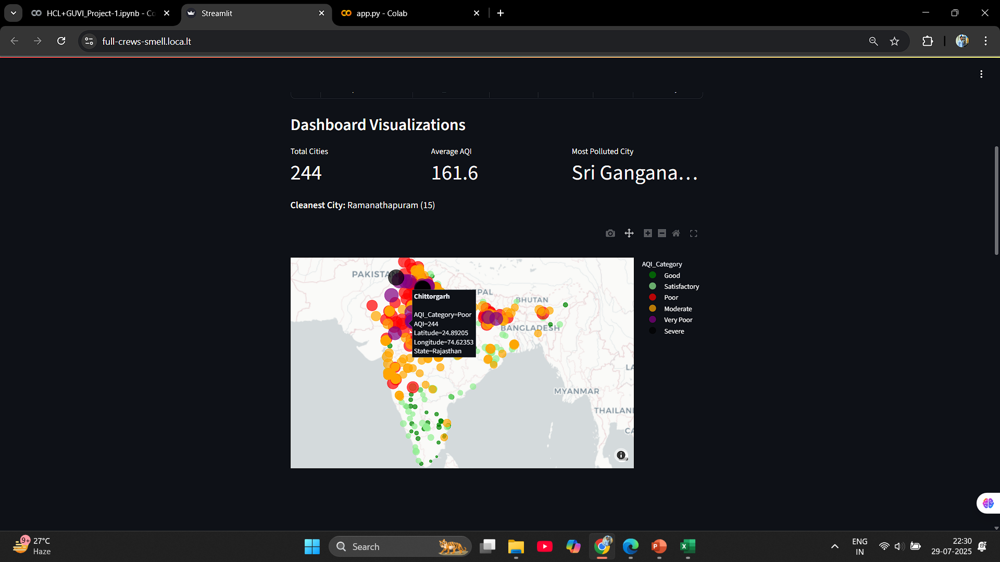 HCL+GUVI_Project-1.ipynb - Co
Streamlit
app.py - Colab
full-crews-smell.loca.lt
Dashboard Visualizations
Total Cities
Average AQI
Most Polluted City
244
161.6
Sri Gangana...
Cleanest City: Ramanathapuram (15)
PAKISTA
PAL
BHUTAN
BANGLADESH
MYANMAR
THAILAN
LA
CA
Chittorgarh
AQI_Category=Poor
AQI=244
Latitude=24.89205
Longitude=74.62353
State=Rajasthan
AQI_Category
Good
Satisfactory
Poor
Moderate
Very Poor
Severe
9+
27°C
Haze
Search
ENG
IN
22:30
29-07-2025